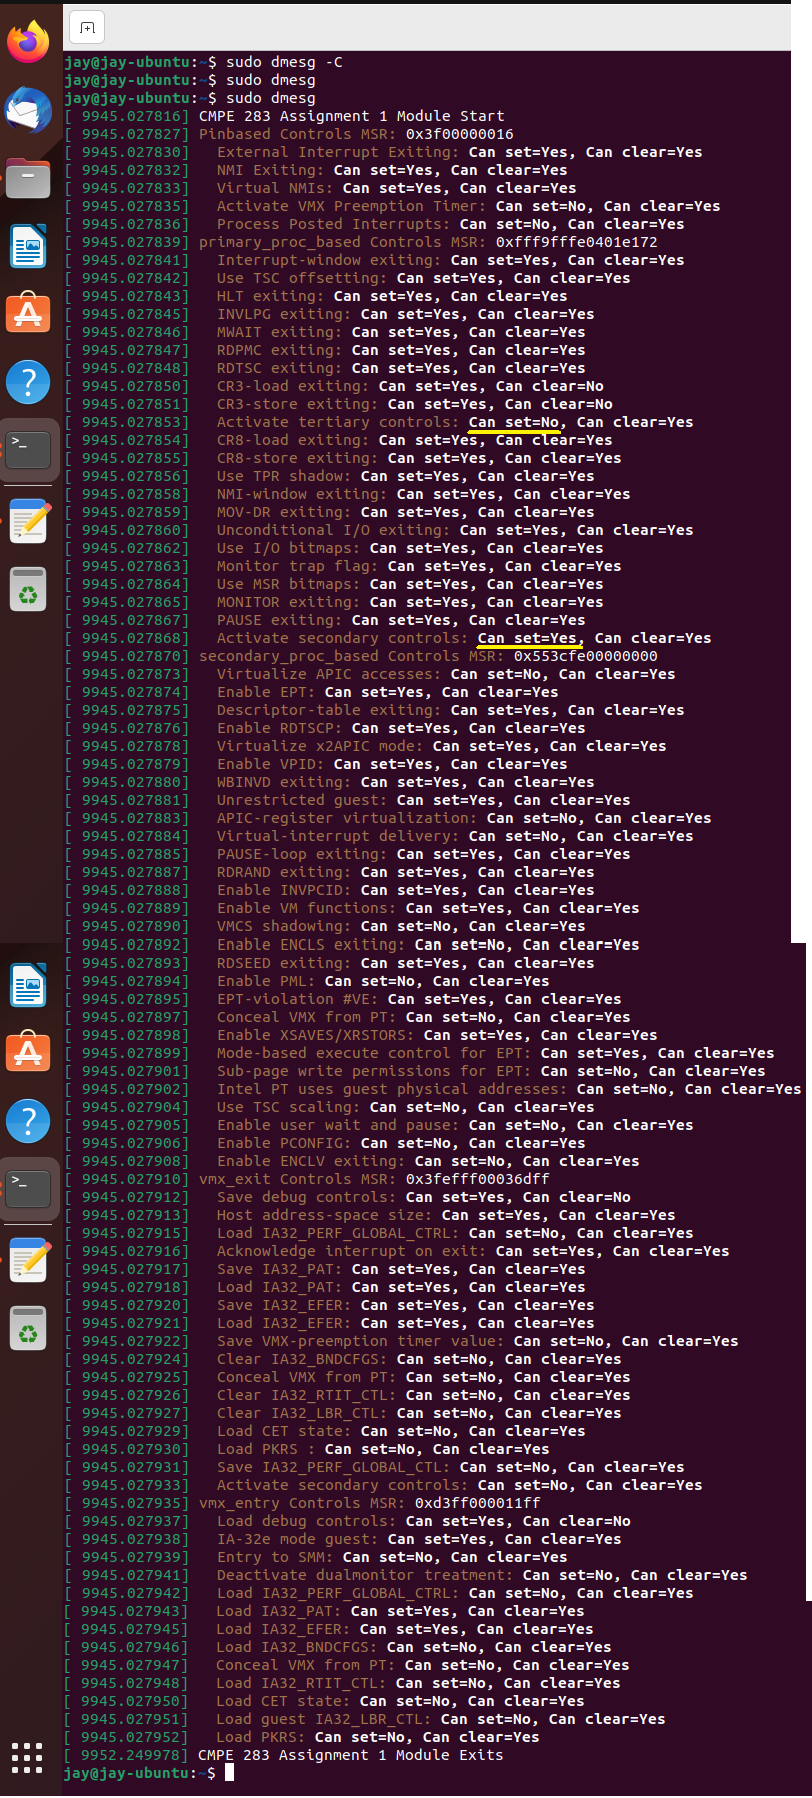 jay@jay-ubuntu:~$ sudo dmesg -C
jay@jay-ubuntu:~$ sudo dmesg
jay@jay-ubuntu:~$ sudo dmesg
[ 9945.027816] CMPE 283 Assignment 1 Module Start
[ 9945.027827] Pinbased Controls MSR: 0x3f00000016
[ 9945.027830]   External Interrupt Exiting: Can set=Yes, Can clear=Yes
[ 9945.027832]   NMI Exiting: Can set=Yes, Can clear=Yes
[ 9945.027833]   Virtual NMIs: Can set=Yes, Can clear=Yes
[ 9945.027835]   Activate VMX Preemption Timer: Can set=No, Can clear=Yes
[ 9945.027836]   Process Posted Interrupts: Can set=No, Can clear=Yes
[ 9945.027839] primary_proc_based Controls MSR: 0xfff9fffe0401e172
[ 9945.027841]   Interrupt-window exiting: Can set=Yes, Can clear=Yes
[ 9945.027842]   Use TSC offsetting: Can set=Yes, Can clear=Yes
[ 9945.027843]   HLT exiting: Can set=Yes, Can clear=Yes
[ 9945.027845]   INVLPG exiting: Can set=Yes, Can clear=Yes
[ 9945.027846]   MWAIT exiting: Can set=Yes, Can clear=Yes
[ 9945.027847]   RDPMC exiting: Can set=Yes, Can clear=Yes
[ 9945.027848]   RDTSC exiting: Can set=Yes, Can clear=Yes
[ 9945.027850]   CR3-load exiting: Can set=Yes, Can clear=No
[ 9945.027851]   CR3-store exiting: Can set=Yes, Can clear=No
[ 9945.027853]   Activate tertiary controls: Can set=No, Can clear=Yes
[ 9945.027854]   CR8-load exiting: Can set=Yes, Can clear=Yes
[ 9945.027855]   CR8-store exiting: Can set=Yes, Can clear=Yes
[ 9945.027856]   Use TPR shadow: Can set=Yes, Can clear=Yes
[ 9945.027858]   NMI-window exiting: Can set=Yes, Can clear=Yes
[ 9945.027859]   MOV-DR exiting: Can set=Yes, Can clear=Yes
[ 9945.027860]   Unconditional I/O exiting: Can set=Yes, Can clear=Yes
[ 9945.027862]   Use I/O bitmaps: Can set=Yes, Can clear=Yes
[ 9945.027863]   Monitor trap flag: Can set=Yes, Can clear=Yes
[ 9945.027864]   Use MSR bitmaps: Can set=Yes, Can clear=Yes
[ 9945.027865]   MONITOR exiting: Can set=Yes, Can clear=Yes
[ 9945.027867]   PAUSE exiting: Can set=Yes, Can clear=Yes
[ 9945.027868]   Activate secondary controls: Can set=Yes, Can clear=Yes
[ 9945.027870] secondary_proc_based Controls MSR: 0x553cfe00000000
[ 9945.027873]   Virtualize APIC accesses: Can set=No, Can clear=Yes
[ 9945.027874]   Enable EPT: Can set=Yes, Can clear=Yes
[ 9945.027875]   Descriptor-table exiting: Can set=Yes, Can clear=Yes
[ 9945.027876]   Enable RDTSCP: Can set=Yes, Can clear=Yes
[ 9945.027878]   Virtualize x2APIC mode: Can set=Yes, Can clear=Yes
[ 9945.027879]   Enable VPID: Can set=Yes, Can clear=Yes
[ 9945.027880]   WBINVD exiting: Can set=Yes, Can clear=Yes
[ 9945.027881]   Unrestricted guest: Can set=Yes, Can clear=Yes
[ 9945.027883]   APIC-register virtualization: Can set=No, Can clear=Yes
[ 9945.027884]   Virtual-interrupt delivery: Can set=No, Can clear=Yes
[ 9945.027885]   PAUSE-loop exiting: Can set=Yes, Can clear=Yes
[ 9945.027887]   RDRAND exiting: Can set=Yes, Can clear=Yes
[ 9945.027888]   Enable INVPCID: Can set=Yes, Can clear=Yes
[ 9945.027889]   Enable VM functions: Can set=Yes, Can clear=Yes
[ 9945.027890]   VMCS shadowing: Can set=No, Can clear=Yes
[ 9945.027892]   Enable ENCLS exiting: Can set=No, Can clear=Yes
[ 9945.027893]   RDSEED exiting: Can set=Yes, Can clear=Yes
[ 9945.027894]   Enable PML: Can set=No, Can clear=Yes
[ 9945.027895]   EPT-violation #VE: Can set=Yes, Can clear=Yes
[ 9945.027897]   Conceal VMX from PT: Can set=No, Can clear=Yes
[ 9945.027898]   Enable XSAVES/XRSTORS: Can set=Yes, Can clear=Yes
[ 9945.027899]   Mode-based execute control for EPT: Can set=Yes, Can clear=Yes
[ 9945.027901]   Sub-page write permissions for EPT: Can set=No, Can clear=Yes
[ 9945.027902]   Intel PT uses guest physical addresses: Can set=No, Can clear=Yes
[ 9945.027904]   Use TSC scaling: Can set=No, Can clear=Yes
[ 9945.027905]   Enable user wait and pause: Can set=No, Can clear=Yes
[ 9945.027906]   Enable PCONFIG: Can set=No, Can clear=Yes
[ 9945.027908]   Enable ENCLV exiting: Can set=No, Can clear=Yes
[ 9945.027910] vmx_exit Controls MSR: 0x3fefff00036dff
[ 9945.027912]   Save debug controls: Can set=Yes, Can clear=No
[ 9945.027913]   Host address-space size: Can set=Yes, Can clear=Yes
[ 9945.027915]   Load IA32_PERF_GLOBAL_CTRL: Can set=No, Can clear=Yes
[ 9945.027916]   Acknowledge interrupt on exit: Can set=Yes, Can clear=Yes
[ 9945.027917]   Save IA32_PAT: Can set=Yes, Can clear=Yes
[ 9945.027918]   Load IA32_PAT: Can set=Yes, Can clear=Yes
[ 9945.027920]   Save IA32_EFER: Can set=Yes, Can clear=Yes
[ 9945.027921]   Load IA32_EFER: Can set=Yes, Can clear=Yes
[ 9945.027922]   Save VMX-preemption timer value: Can set=No, Can clear=Yes
[ 9945.027924]   Clear IA32_BNDCFGS: Can set=No, Can clear=Yes
[ 9945.027925]   Conceal VMX from PT: Can set=No, Can clear=Yes
[ 9945.027926]   Clear IA32_RTIT_CTL: Can set=No, Can clear=Yes
[ 9945.027927]   Clear IA32_LBR_CTL: Can set=No, Can clear=Yes
[ 9945.027929]   Load CET state: Can set=No, Can clear=Yes
[ 9945.027930]   Load PKRS : Can set=No, Can clear=Yes
[ 9945.027931]   Save IA32_PERF_GLOBAL_CTL: Can set=No, Can clear=Yes
[ 9945.027933]   Activate secondary controls: Can set=No, Can clear=Yes
[ 9945.027935] vmx_entry Controls MSR: 0xd3ff000011ff
[ 9945.027937]   Load debug controls: Can set=Yes, Can clear=No
[ 9945.027938]   IA-32e mode guest: Can set=Yes, Can clear=Yes
[ 9945.027939]   Entry to SMM: Can set=No, Can clear=Yes
[ 9945.027941]   Deactivate dualmonitor treatment: Can set=No, Can clear=Yes
[ 9945.027942]   Load IA32_PERF_GLOBAL_CTRL: Can set=No, Can clear=Yes
[ 9945.027943]   Load IA32_PAT: Can set=Yes, Can clear=Yes
[ 9945.027945]   Load IA32_EFER: Can set=Yes, Can clear=Yes
[ 9945.027946]   Load IA32_BNDCFGS: Can set=No, Can clear=Yes
[ 9945.027947]   Conceal VMX from PT: Can set=No, Can clear=Yes
[ 9945.027948]   Load IA32_RTIT_CTL: Can set=No, Can clear=Yes
[ 9945.027950]   Load CET state: Can set=No, Can clear=Yes
[ 9945.027951]   Load guest IA32_LBR_CTL: Can set=No, Can clear=Yes
[ 9945.027952]   Load PKRS: Can set=No, Can clear=Yes
[ 9952.249978] CMPE 283 Assignment 1 Module Exits
jay@jay-ubuntu:~$